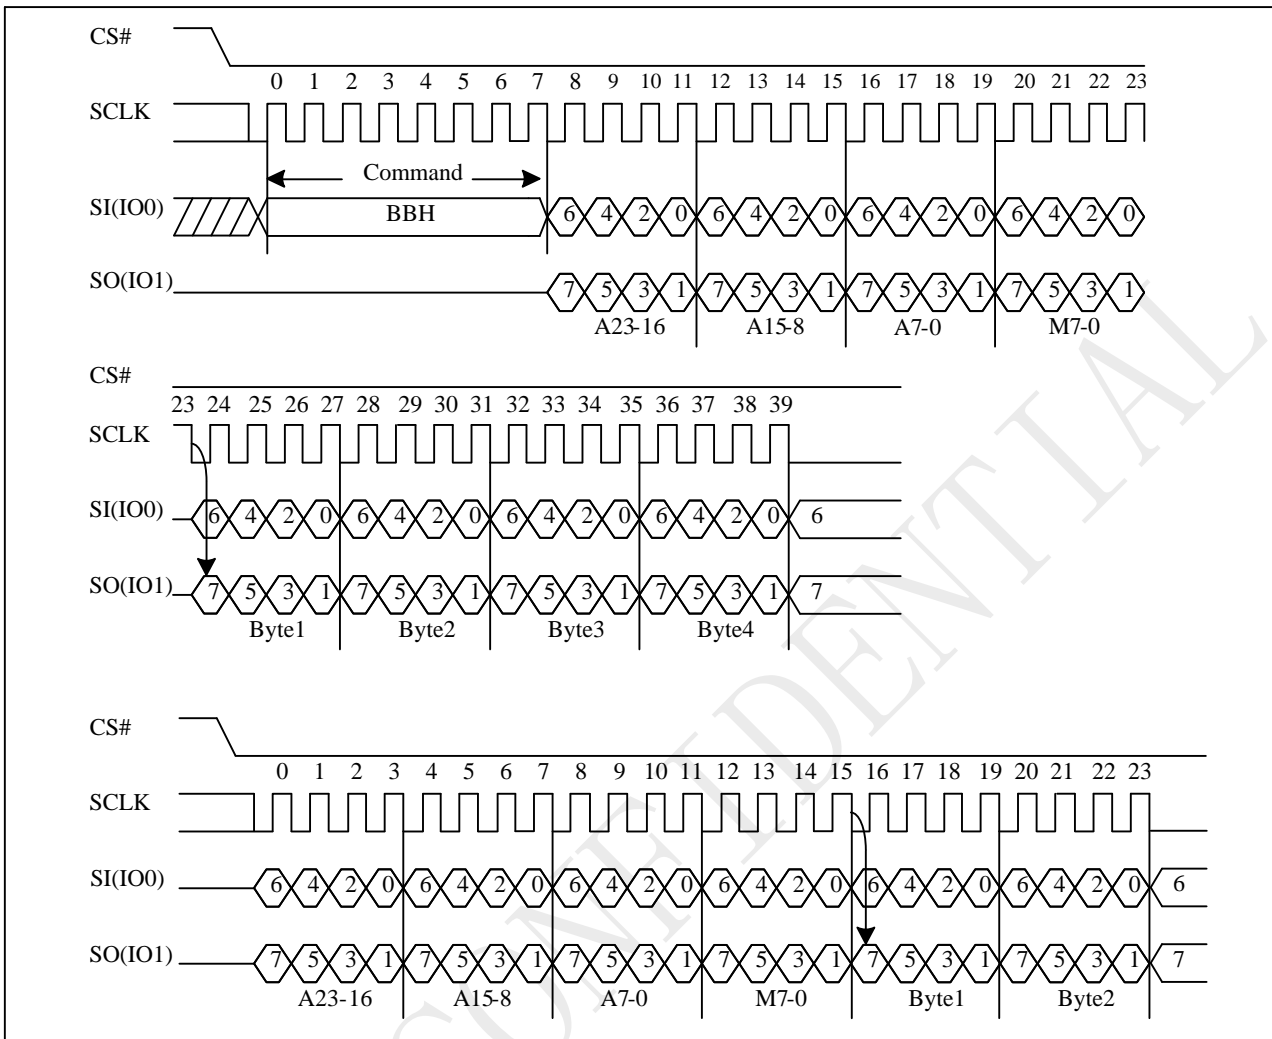 CS#
0 1 2 3 4 5 6 7 8 9 10 11 12 13 14 15 16 17 18 19 20 21 22 23
SCLK
Command
SI(IO0) BBH 6 4 2 0 6 4 2 0 6 4 2 0 6 4 2 0
SO(IO1) 7 5 3 1 7 5 3 1 7 5 3 1 7 5 3 1
A23-16 A15-8 A7-0 M7-0
CS#
23 24 25 26 27 28 29 30 31 32 33 34 35 36 37 38 39
SCLK
SI(IO0) 6 4 2 0 6 4 2 0 6 4 2 0 6 4 2 0 6
SO(IO1) 7 5 3 1 7 5 3 1 7 5 3 1 7 5 3 1 7
Byte1 Byte2 Byte3 Byte4
CS#
0 1 2 3 4 5 6 7 8 9 10 11 12 13 14 15 16 17 18 19 20 21 22 23
SCLK
SI(IO0) 6 4 2 0 6 4 2 0 6 4 2 0 6 4 2 0 6 4 2 0 6 4 2 0 6
SO(IO1) 7 5 3 1 7 5 3 1 7 5 3 1 7 5 3 1 7 5 3 1 7 5 3 1 7
A23-16 A15-8 A7-0 M7-0 Byte1 Byte2
CONFIDENTIAL